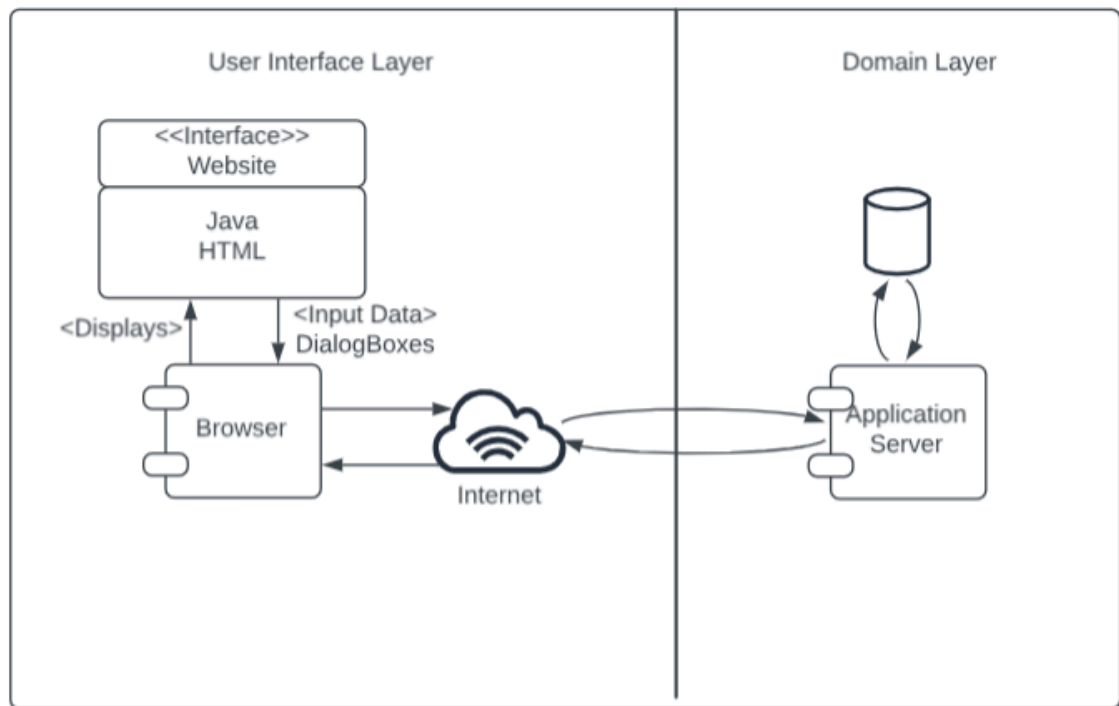 User Interface Layer
Domain Layer
<<Interface>>
Website
Java
HTML
<Displays>
<Input Data>
DialogBoxes
Browser
Internet
Application
Server